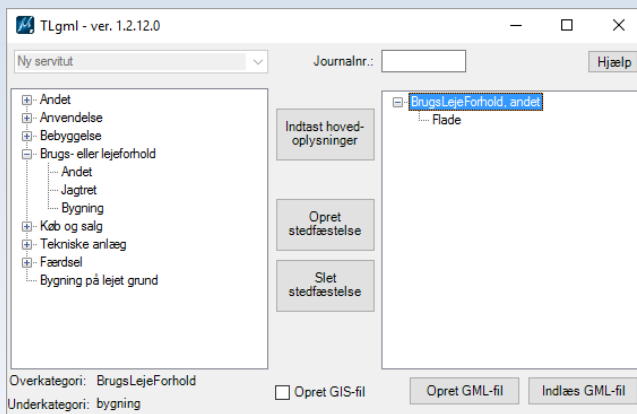 TLgml - ver. 1.2.12.0
Ny servitut
Journalnr.:
Hjælp
Andet
Anvendelse
Bebyggelse
Brugs- eller lejeforhold
Andet
Jagtret
Bygning
Køb og salg
Tekniske anlæg
Færdsel
Bygning på lejet grund
Indtast hoved-
oplysninger
Opret
stedfæstelse
Slet
stedfæstelse
BrugsLejeForhold, andet
Flade
Overkategori: BrugsLejeForhold
Underkategori: bygning
Opret GIS-fil
Opret GML-fil
Indlæs GML-fil